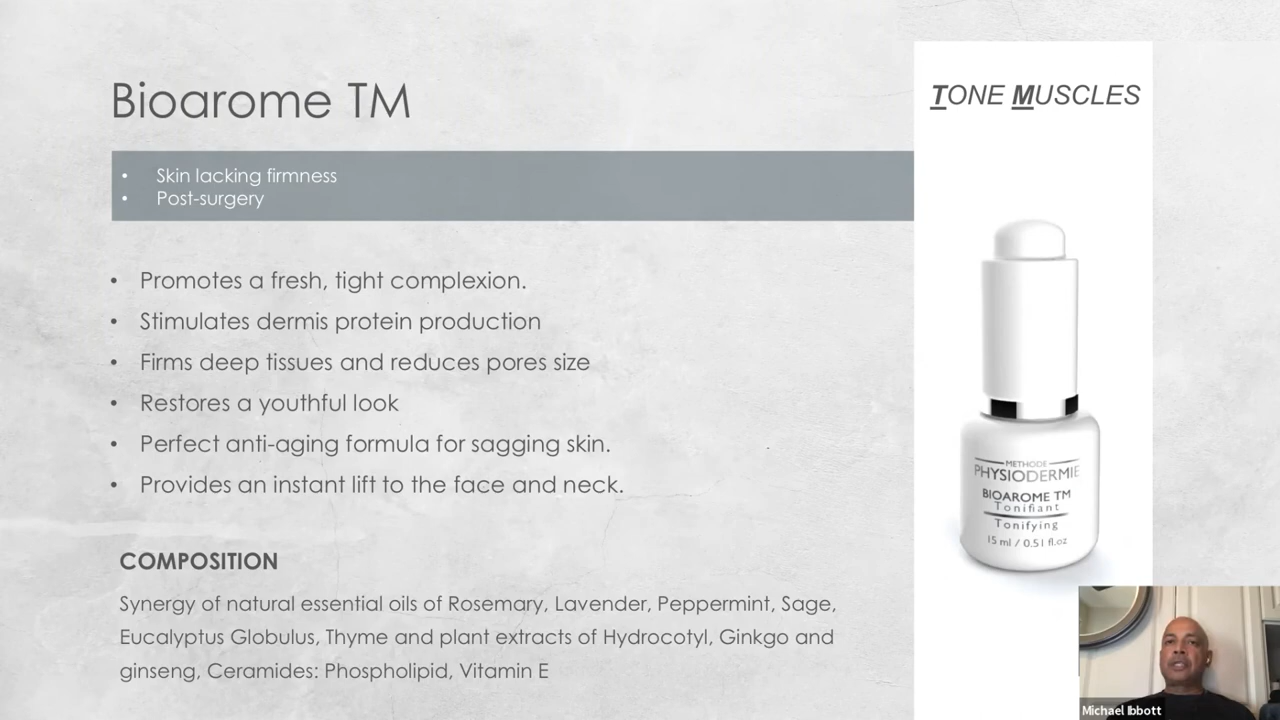 Bioarome TM
TONE MUSCLES
• Skin lacking firmness
• Post-surgery
• Promotes a fresh, tight complexion.
• Stimulates dermis protein production
• Firms deep tissues and reduces pores size
• Restores a youthful look
• Perfect anti-aging formula for sagging skin.
• Provides an instant lift to the face and neck.
COMPOSITION
Synergy of natural essential oils of Rosemary, Lavender, Peppermint, Sage,
Eucalyptus Globulus, Thyme and plant extracts of Hydrocotyl, Ginkgo and
ginseng, Ceramides: Phospholipid, Vitamin E
METHODE
PHYSIODERMIE
BIOAROME TM
Tonifiant
Tonifying
15 ml / 0.51 fl.oz
Michael Ibbott